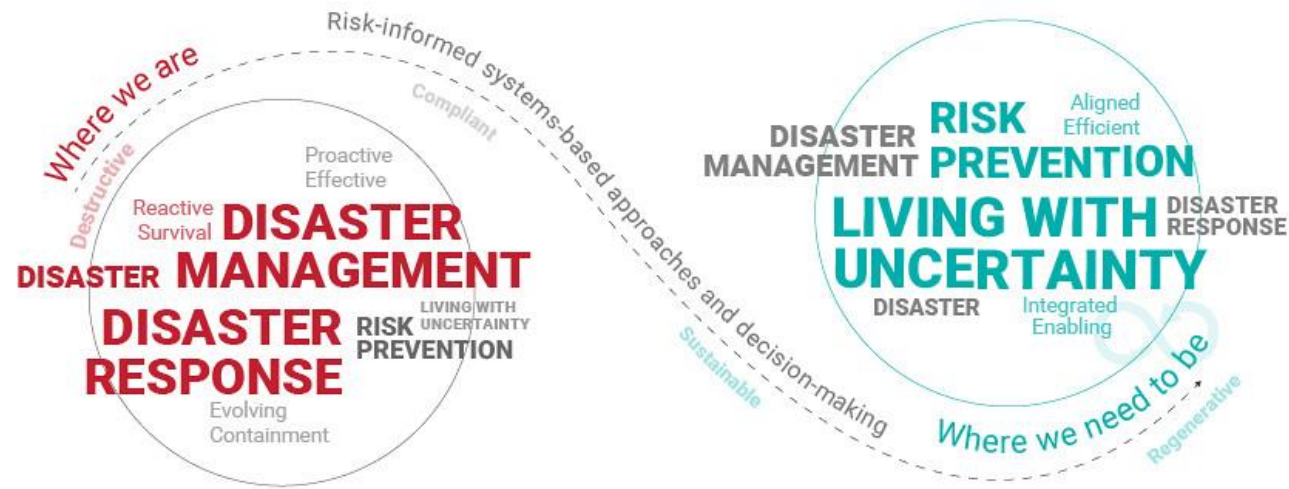 Where we are
Risk-informed systems-based approaches and decision-making
Destructive
Compliant
Proactive
Effective
Reactive
Survival
DISASTER
MANAGEMENT
DISASTER
DISASTER
RESPONSE
LIVING WITH
UNCERTAINTY
RISK
PREVENTION
Evolving
Containment
Sustainable
DISASTER
MANAGEMENT
RISK
PREVENTION
Aligned
Efficient
LIVING WITH
UNCERTAINTY
DISASTER
RESPONSE
DISASTER
Integrated
Enabling
Where we need to be
Regenerative